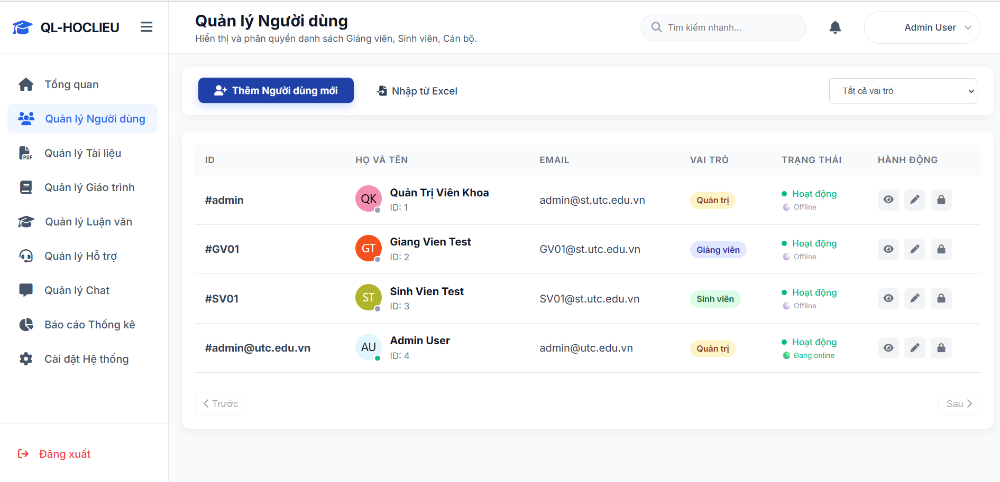 QL-HOCLIEU
Tổng quan
Quản lý Người dùng
Quản lý Tài liệu
Quản lý Giáo trình
Quản lý Luận văn
Quản lý Hỗ trợ
Quản lý Chat
Báo cáo Thống kê
Cài đặt Hệ thống
Đăng xuất
Quản lý Người dùng
Hiển thị và phân quyền danh sách Giảng viên, Sinh viên, Cán bộ.
Tìm kiếm nhanh...
Admin User
Thêm Người dùng mới
Nhập từ Excel
Tất cả vai trò
ID HỌ VÀ TÊN EMAIL VAI TRÒ TRẠNG THÁI HÀNH ĐỘNG
#admin QK Quản Trị Viên Khoa admin@st.utc.edu.vn Quản trị Hoạt động
ID: 1 Offline
#GV01 GT Giang Vien Test GV01@st.utc.edu.vn Giảng viên Hoạt động
ID: 2 Offline
#SV01 ST Sinh Vien Test SV01@st.utc.edu.vn Sinh viên Hoạt động
ID: 3 Offline
#admin@utc.edu.vn AU Admin User admin@utc.edu.vn Quản trị Hoạt động
ID: 4 Đang online
Trước
Sau